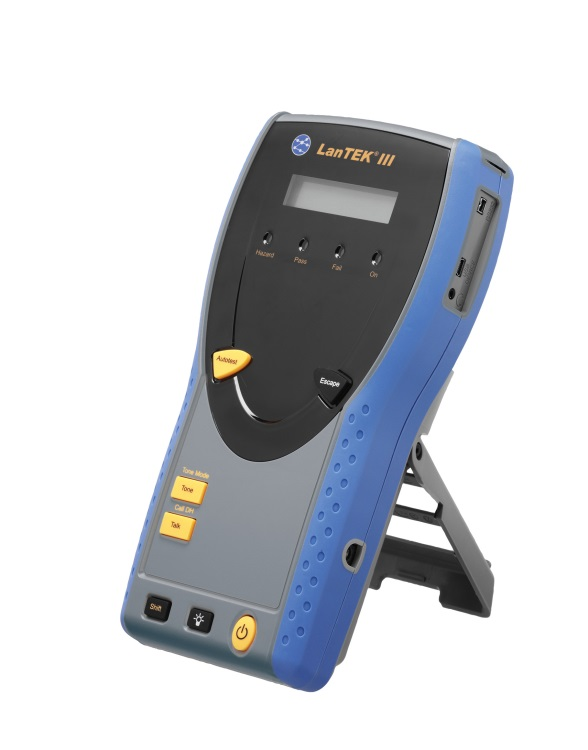 LanTEK® III
Hazard Pass Fail On
Autotest
Escape
Tone Mode
Tone
Call DH
Talk
Shift